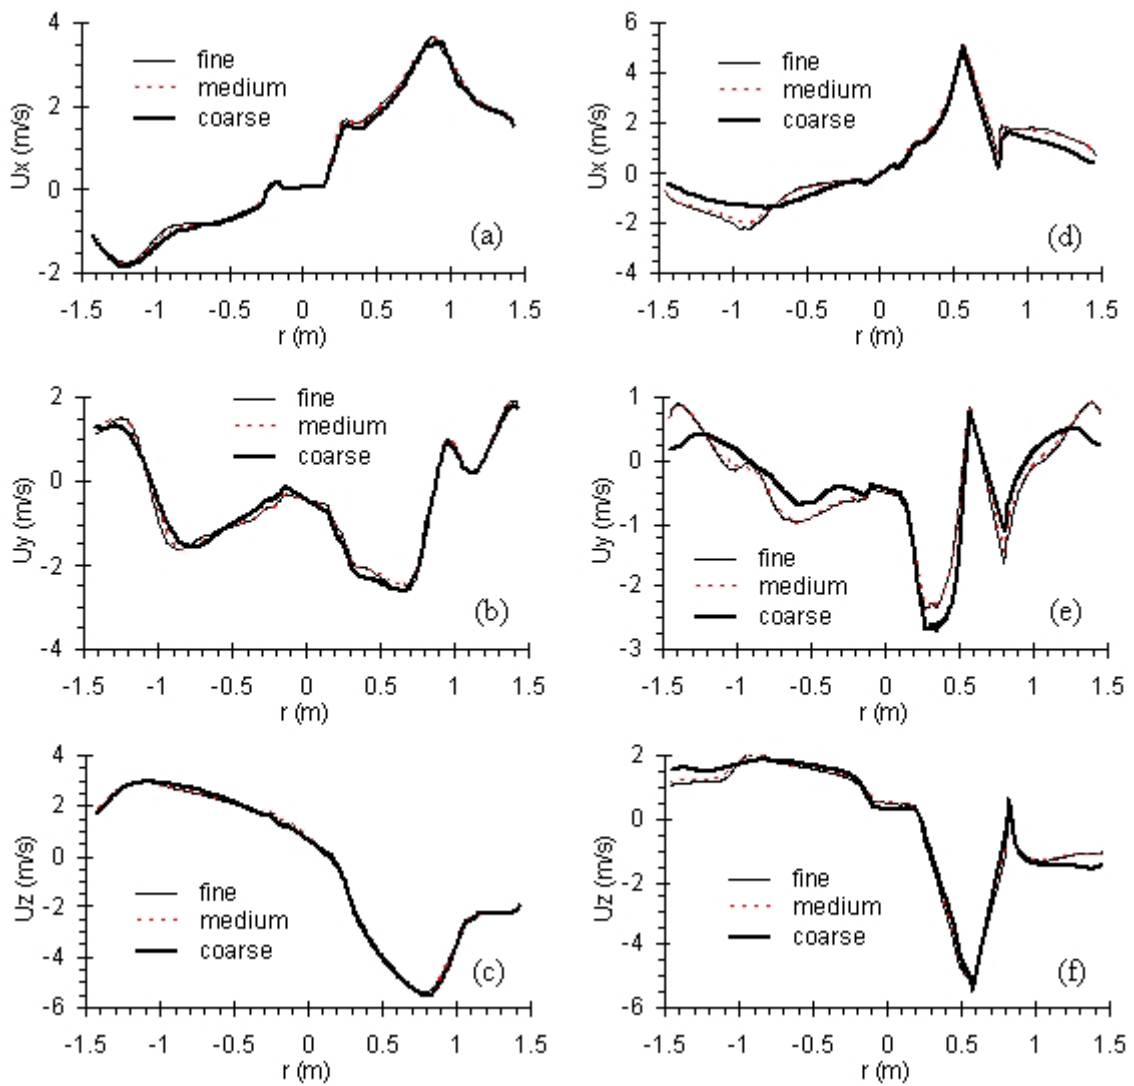 4
2
0
-2
Ux (m/s)
fine
medium
coarse
(a)
-1.5 -1 -0.5 0 0.5 1 1.5
r (m)
6
4
2
0
-2
-4
Ux (m/s)
fine
medium
coarse
(d)
-1.5 -1 -0.5 0 0.5 1 1.5
r (m)
2
0
-2
-4
Uy (m/s)
fine
medium
coarse
(b)
-1.5 -1 -0.5 0 0.5 1 1.5
r (m)
1
0
-1
-2
-3
Uy (m/s)
fine
medium
coarse
(e)
-1.5 -1 -0.5 0 0.5 1 1.5
r (m)
4
2
0
-2
-4
-6
Uz (m/s)
fine
medium
coarse
(c)
-1.5 -1 -0.5 0 0.5 1 1.5
r (m)
2
0
-2
-4
-6
Uz (m/s)
fine
medium
coarse
(f)
-1.5 -1 -0.5 0 0.5 1 1.5
r (m)